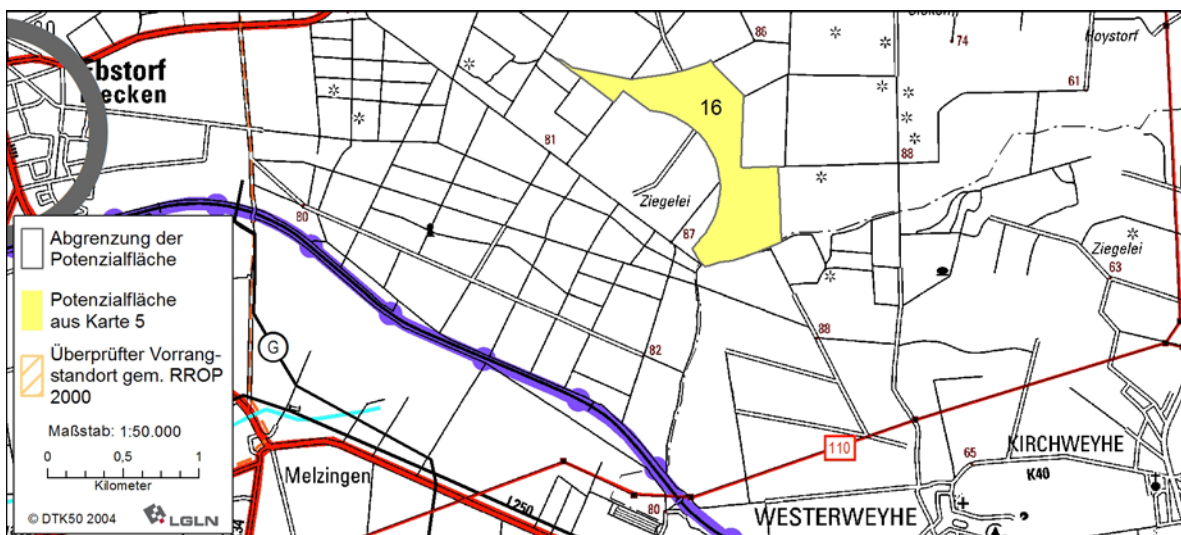 86
74
Hoystorf
bstorf
ecken
16
61
81
88
Ziegelei
80
87
Ziegelei
63
Abgrenzung der
Potenzialfläche
Potenzialfläche
aus Karte 5
Überprüfter Vorrang-
standort gem. RROP
2000
Maßstab: 1:50.000
0 0,5 1
Kilometer
© DTK50 2004 LGLN
G
82
88
110
KIRCHWEYHE
65
K40
Melzingen
L250
80
WESTERWEYHE